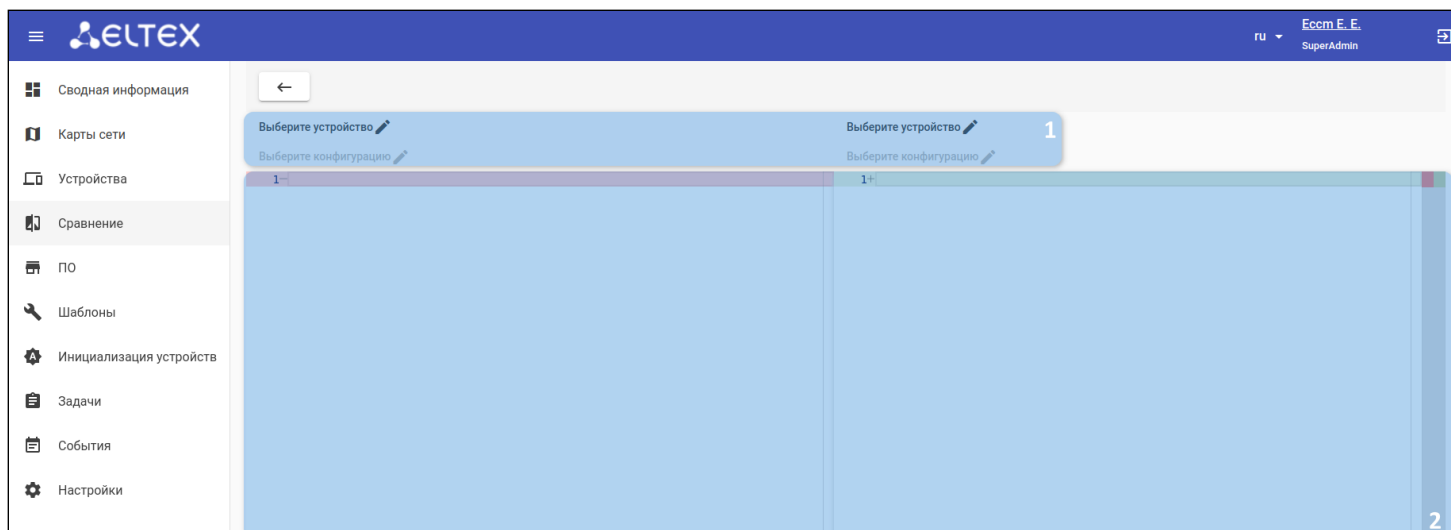 ELTEX
ru
Eccm E. E.
SuperAdmin
Сводная информация
Карты сети
Устройства
Сравнение
ПО
Шаблоны
Инициализация устройств
Задачи
События
Настройки
Выберите устройство Выберите устройство 1
Выберите конфигурацию Выберите конфигурацию
1- 1+
2